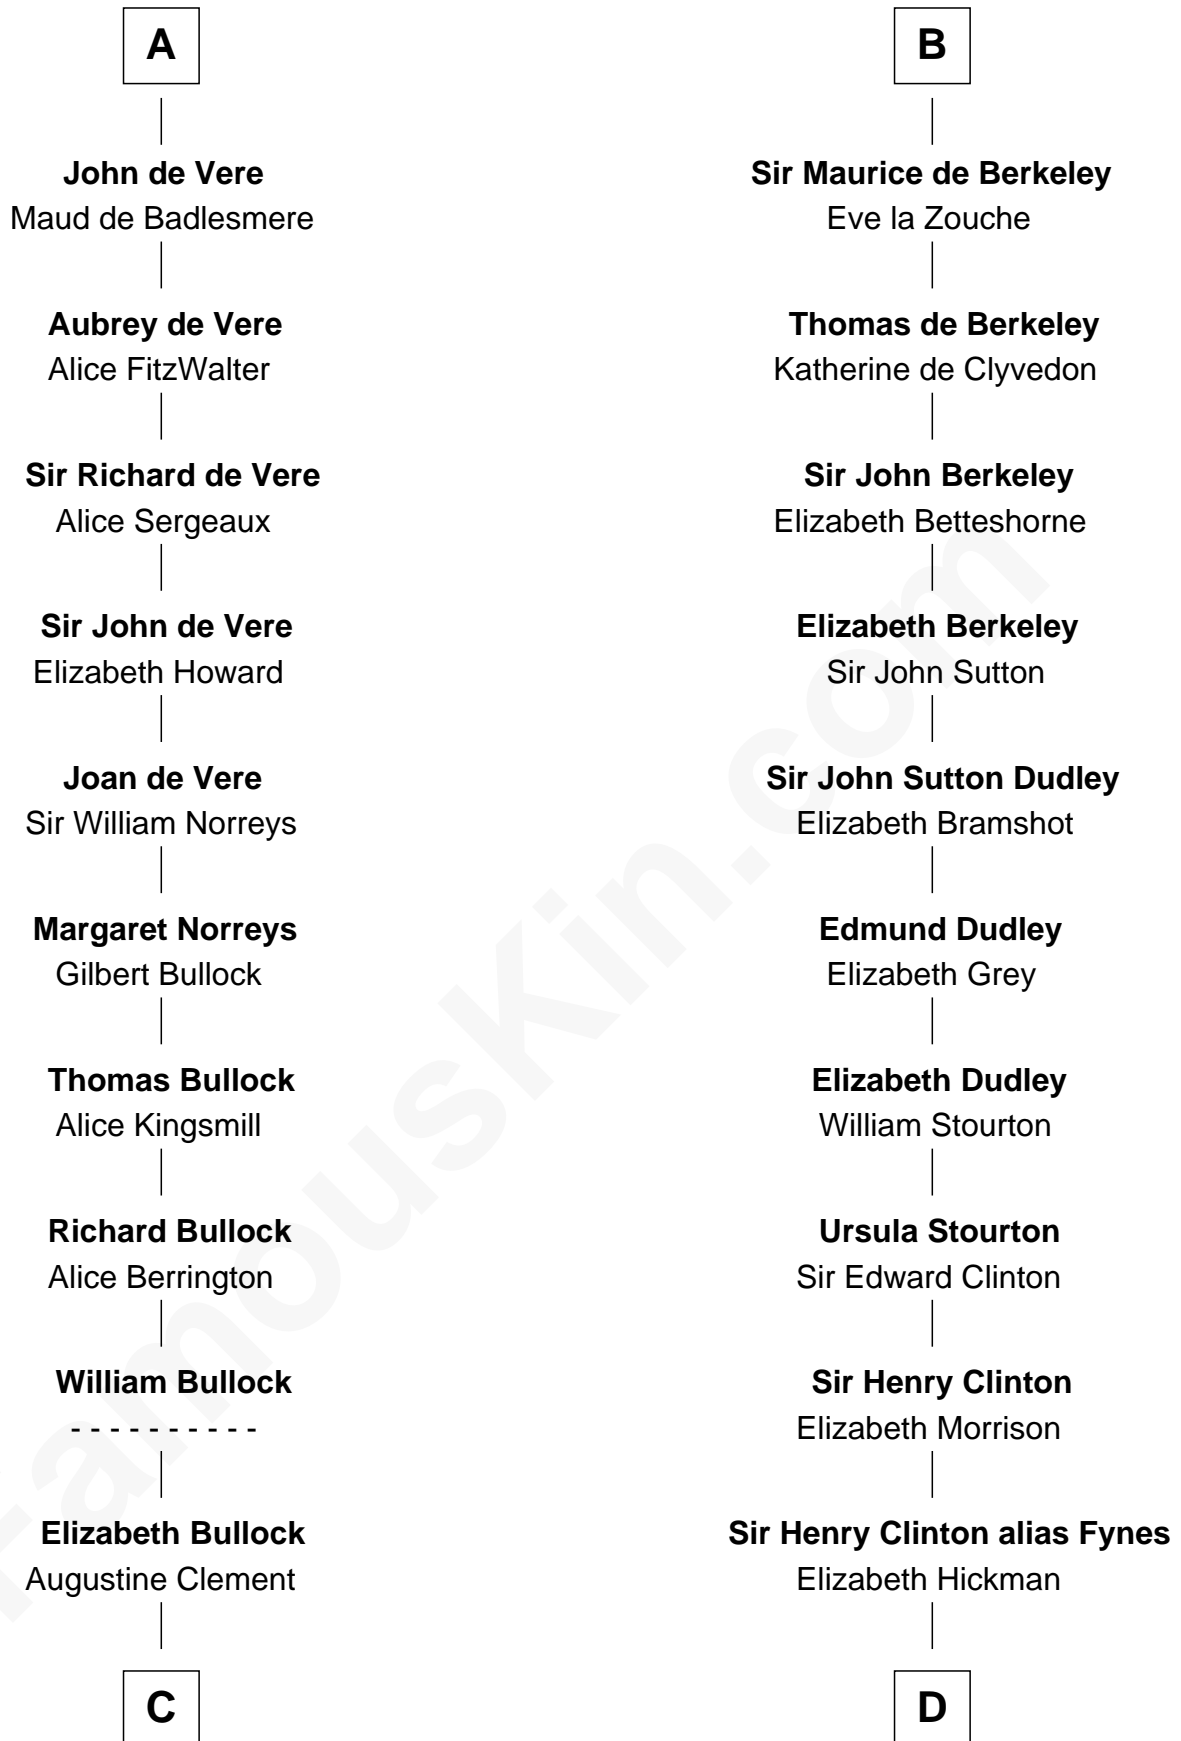 A
John de Vere
Maud de Badlesmere
Aubrey de Vere
Alice FitzWalter
Sir Richard de Vere
Alice Sergeaux
Sir John de Vere
Elizabeth Howard
Joan de Vere
Sir William Norreys
Margaret Norreys
Gilbert Bullock
Thomas Bullock
Alice Kingsmill
Richard Bullock
Alice Berrington
William Bullock
- - - - - - - - - -
Elizabeth Bullock
Augustine Clement
C
B
Sir Maurice de Berkeley
Eve la Zouche
Thomas de Berkeley
Katherine de Clyvedon
Sir John Berkeley
Elizabeth Betteshorne
Elizabeth Berkeley
Sir John Sutton
Sir John Sutton Dudley
Elizabeth Bramshot
Edmund Dudley
Elizabeth Grey
Elizabeth Dudley
William Stourton
Ursula Stourton
Sir Edward Clinton
Sir Henry Clinton
Elizabeth Morrison
Sir Henry Clinton alias Fynes
Elizabeth Hickman
D
FamousKin.com